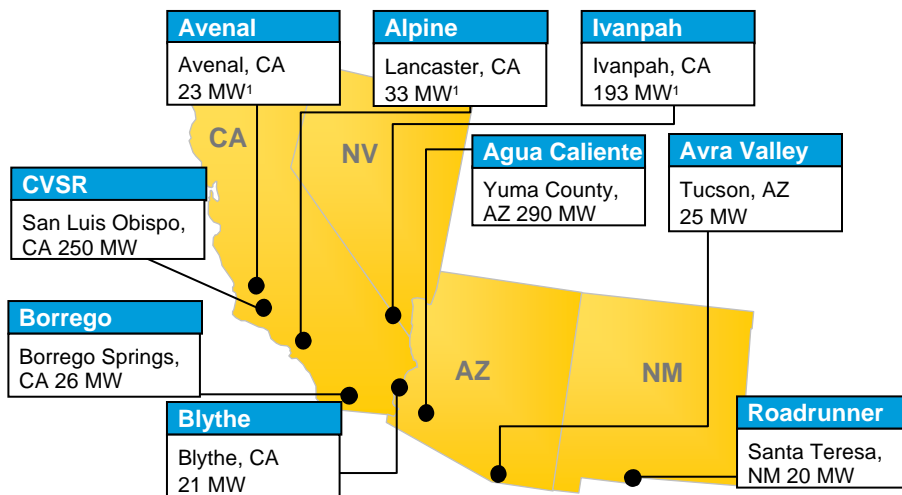 Avenal
Avenal, CA
23 MW¹
Alpine
Lancaster, CA
33 MW¹
Ivanpah
Ivanpah, CA
193 MW¹
CA
NV
Agua Caliente
Yuma County,
AZ 290 MW
Avra Valley
Tucson, AZ
25 MW
CVSR
San Luis Obispo,
CA 250 MW
Borrego
Borrego Springs,
CA 26 MW
AZ
NM
Blythe
Blythe, CA
21 MW
Roadrunner
Santa Teresa,
NM 20 MW